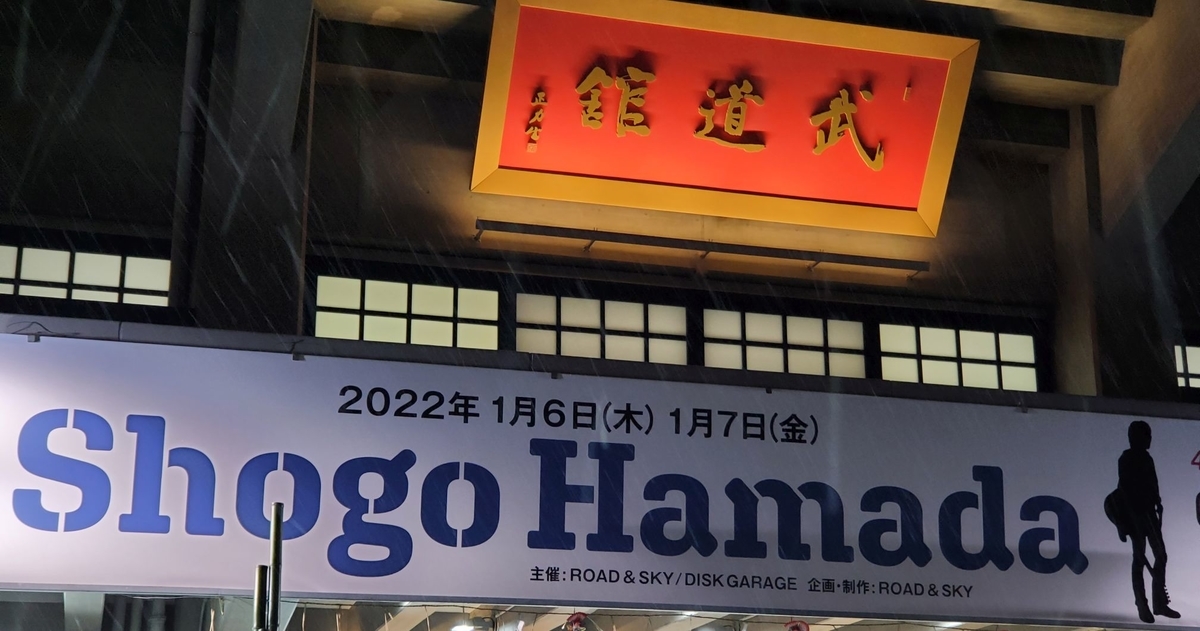 武道館
2022年 1月6日(木) 1月7日(金)
Shogo Hamada
主催:ROAD & SKY/DISK GARAGE 企画・制作:ROAD & SKY